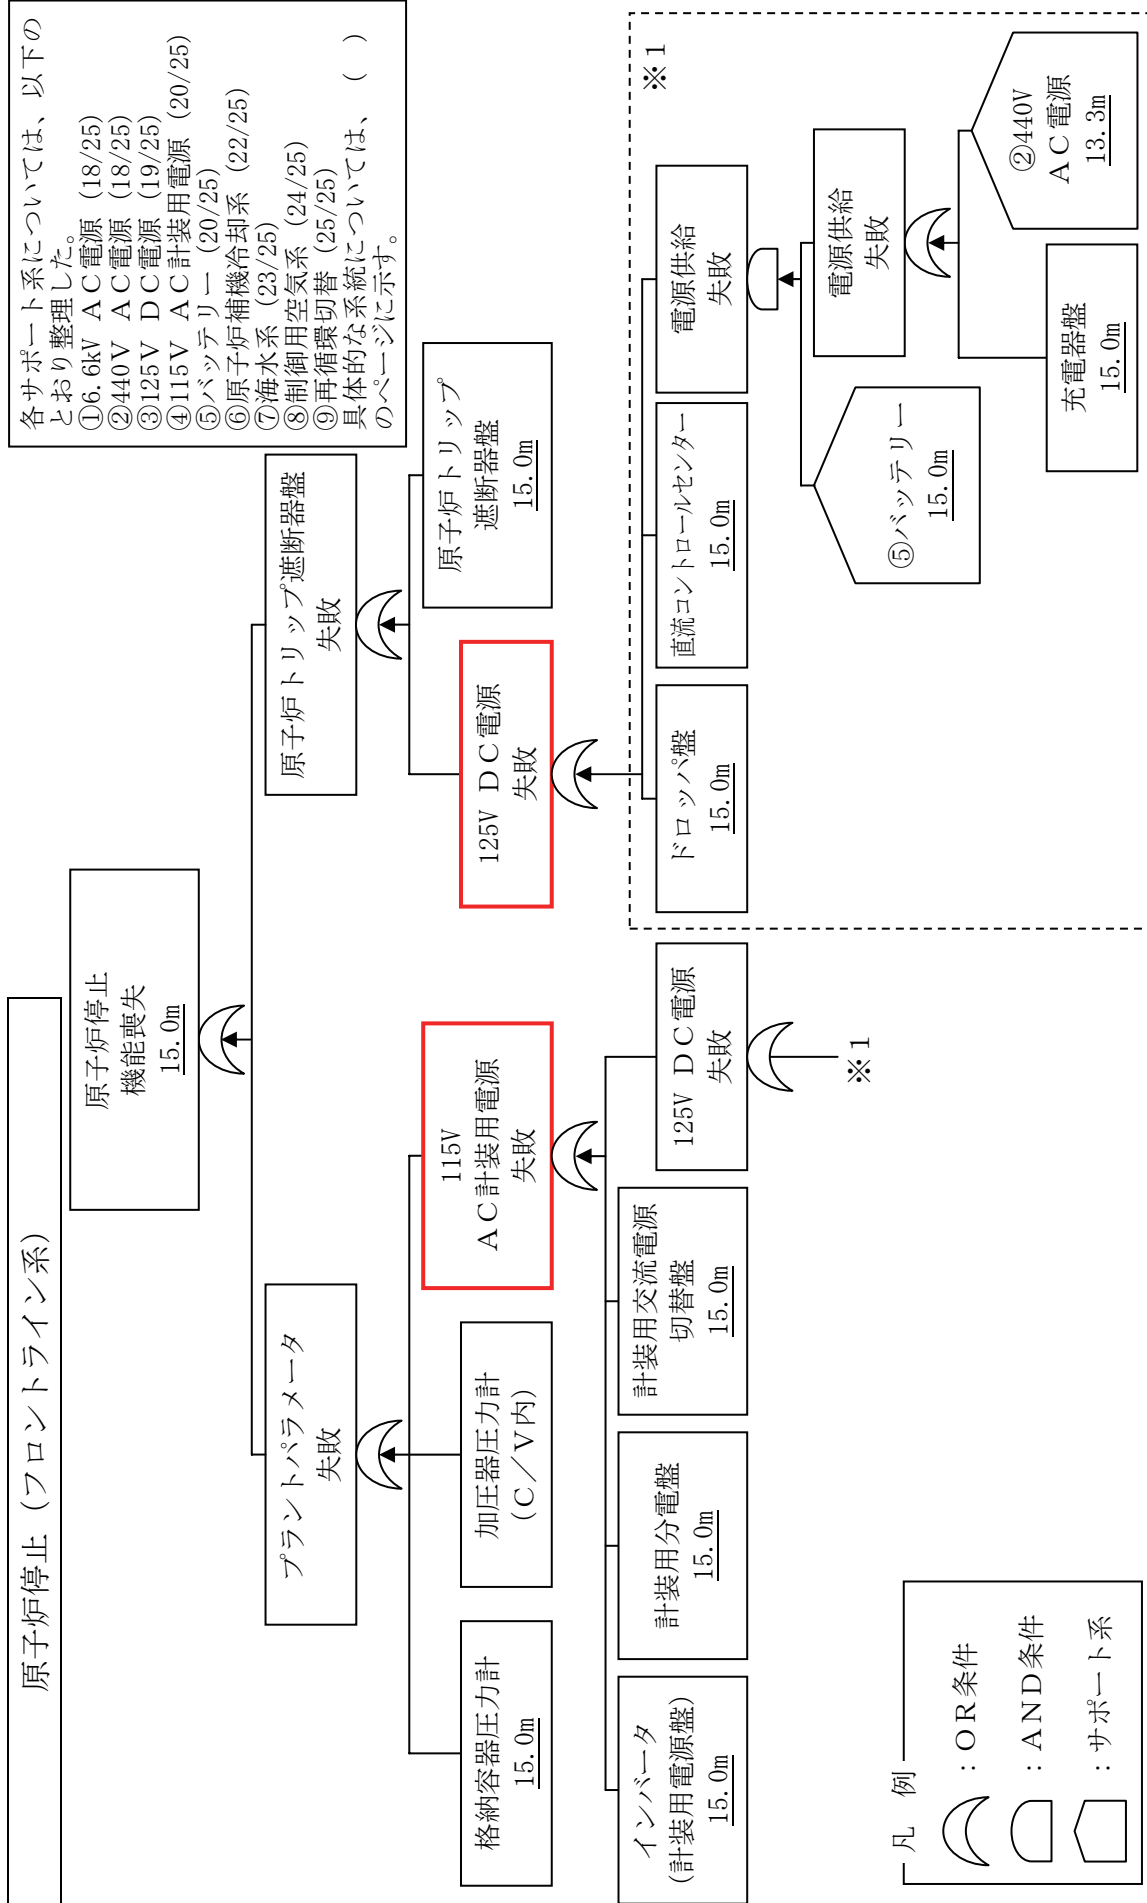 原子炉停止（フロントライン系）
各サポート系については、以下の
とおり整理した。
①6.6kV AC電源（18/25）
②440V AC電源（18/25）
③125V DC電源（19/25）
④115V AC計装用電源（20/25）
⑤バッテリー（20/25）
⑥原子炉補機冷却系（22/25）
⑦海水系（23/25）
⑧制御用空気系（24/25）
⑨再循環切替（25/25）
具体的な系統については、（　）
のページに示す。
原子炉停止
機能喪失
15.0m
プラントパラメータ
失敗
原子炉トリップ遮断器盤
失敗
格納容器圧力計
15.0m
加圧器圧力計
（C／V内）
115V
AC計装用電源
失敗
125V DC電源
失敗
原子炉トリップ
遮断器盤
15.0m
インバータ
（計装用電源盤）
15.0m
計装用分電盤
15.0m
計装用交流電源
切替盤
15.0m
125V DC電源
失敗
※1
ドロッパ盤
15.0m
直流コントロールセンター
15.0m
電源供給
失敗
※1
⑤バッテリー
15.0m
電源供給
失敗
充電器盤
15.0m
②440V
AC電源
13.3m
凡　例
：OR条件
：AND条件
：サポート系